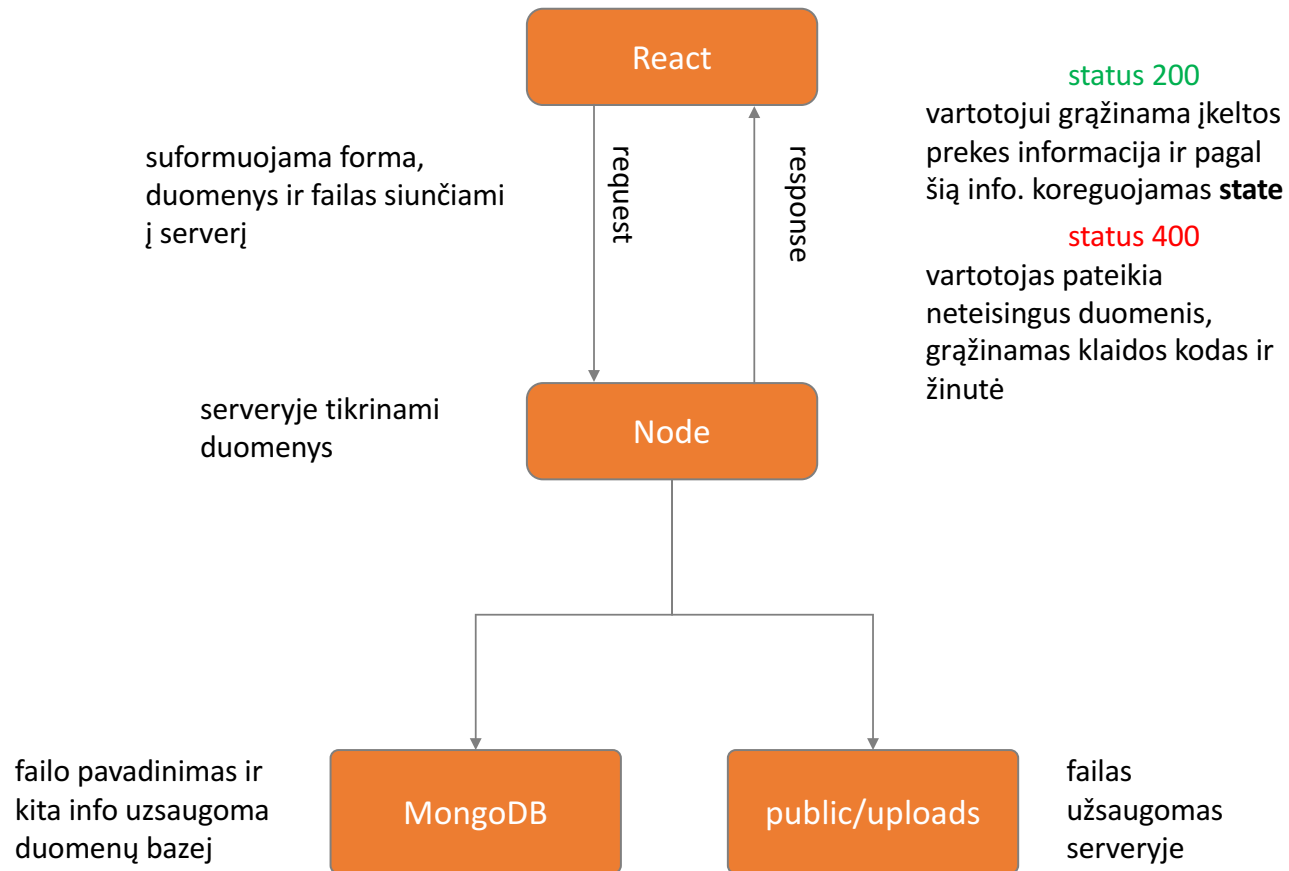 React
status 200
vartotojui grąžinama įkeltos
prekes informacija ir pagal
šią info. koreguojamas state
status 400
vartotojas pateikia
neteisingus duomenis,
grąžinamas klaidos kodas ir
žinutė
suformuojama forma,
duomenys ir failas siunčiami
į serverį
request
response
serveryje tikrinami
duomenys
Node
failo pavadinimas ir
kita info uzsaugoma
duomenų bazej
MongoDB
public/uploads
failas
užsaugomas
serveryje